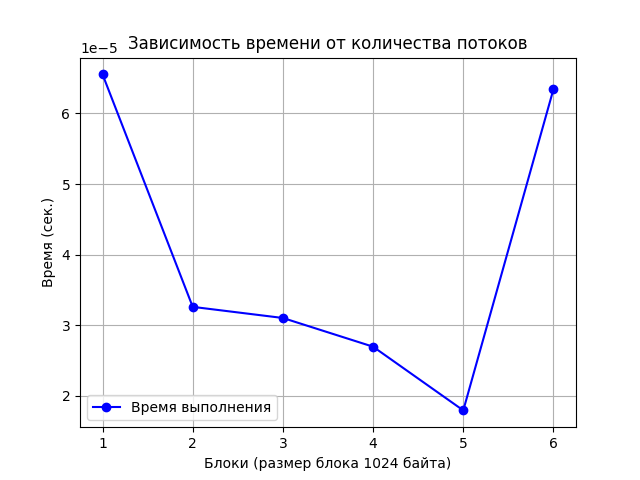 Зависимость времени от количества потоков
1e−5
6
5
4
3
2
Время (сек.)
Время выполнения
1 2 3 4 5 6
Блоки (размер блока 1024 байта)